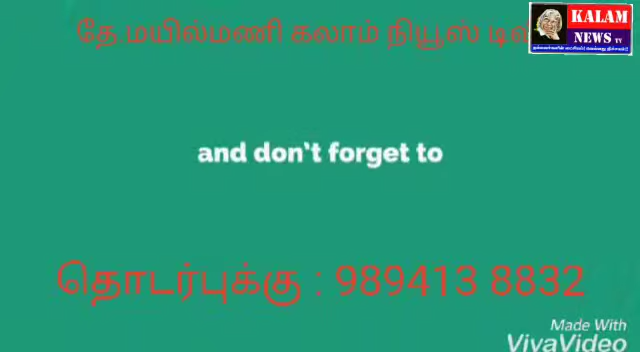 தே.மயில்மணி கலாம் நியூஸ்
KALAM
NEWS TV
and don't forget to
தொடர்புக்கு : 989413 8832
Made With
VivaVideo